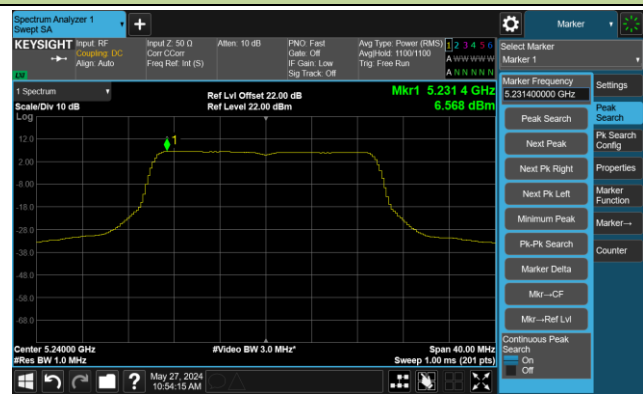 Spectrum Analyzer 1
Swept SA
Marker
KEYSIGHT
Input: RF
Coupling: DC
Align: Auto
Input Z: 50 Ω
Corr CCorr
Freq Ref: Int (S)
Atten: 10 dB
PNO: Fast
Gate: Off
IF Gain: Low
Sig Track: Off
Avg Type: Power (RMS)
Avg|Hold: 1100/1100
Trig: Free Run
1 2 3 4 5 6
A W W W W W
A N N N N N
LW
1 Spectrum
Scale/Div 10 dB
Log
Ref Lvl Offset 22.00 dB
Ref Level 22.00 dBm
Mkr1 5.231 4 GHz
6.568 dBm
1
12.0
2.00
-8.00
-18.0
-28.0
-38.0
-48.0
-58.0
-68.0
Center 5.24000 GHz
#Res BW 1.0 MHz
#Video BW 3.0 MHz*
Span 40.00 MHz
Sweep 1.00 ms (201 pts)
Select Marker
Marker 1
Marker Frequency
5.231400000 GHz
Peak Search
Next Peak
Next Pk Right
Next Pk Left
Minimum Peak
Pk-Pk Search
Marker Delta
Mkr→CF
Mkr→Ref Lvl
Continuous Peak
Search
On
Off
Settings
Peak
Search
Pk Search
Config
Properties
Marker
Function
Marker→
Counter
May 27, 2024
10:54:15 AM